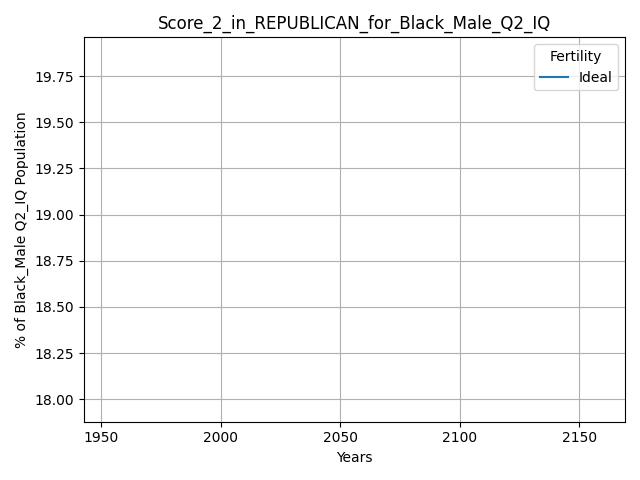 Score_2_in_REPUBLICAN_for_Black_Male_Q2_IQ
Fertility
Ideal
19.75
19.50
19.25
19.00
18.75
18.50
18.25
18.00
% of Black_Male Q2_IQ Population
1950 2000 2050 2100 2150
Years